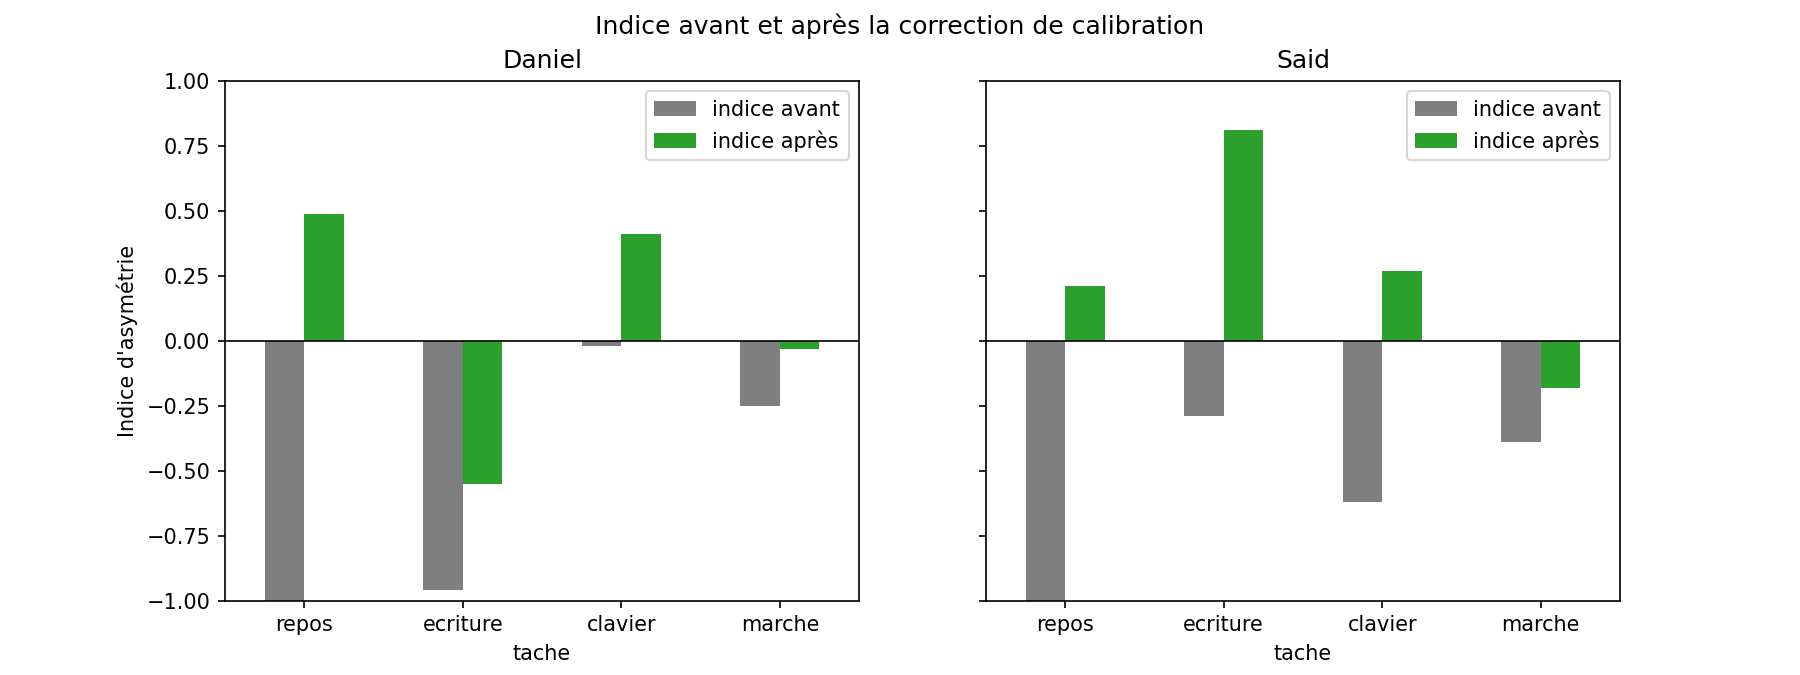 Indice avant et après la correction de calibration
Daniel
indice avant
indice après
1.00
0.75
0.50
0.25
0.00
−0.25
−0.50
−0.75
−1.00
Indice d'asymétrie
repos ecriture clavier marche
tache
Said
indice avant
indice après
repos ecriture clavier marche
tache